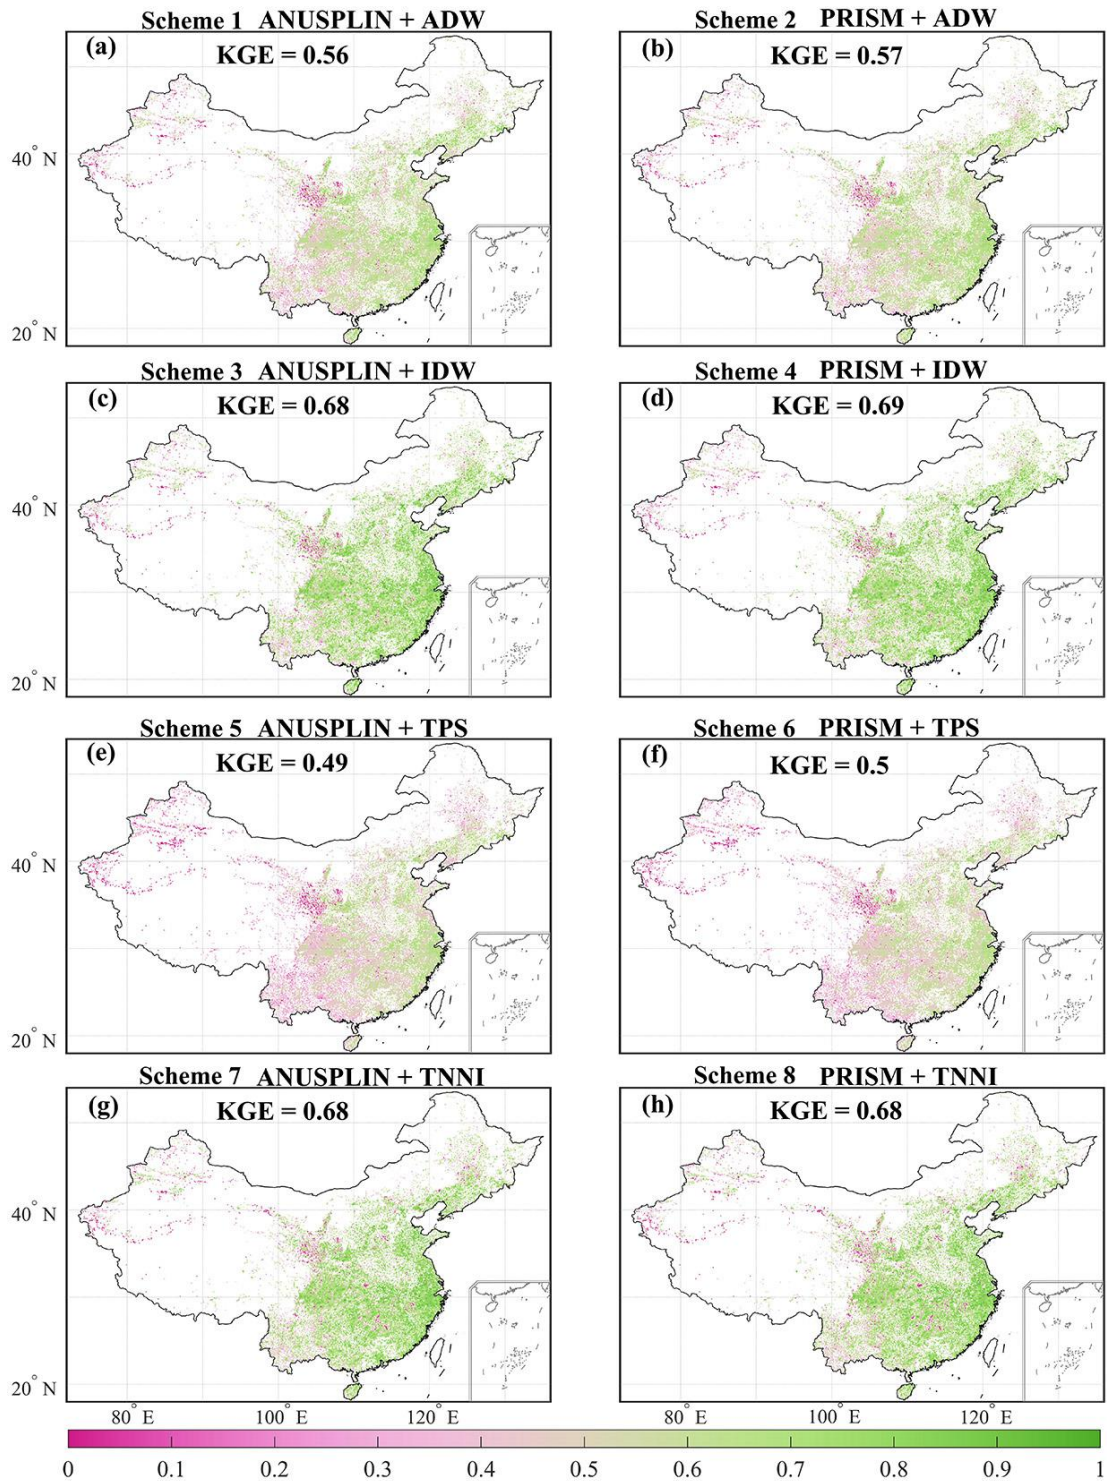 Scheme 1 ANUSPLIN + ADW
(a)
KGE = 0.56
Scheme 2 PRISM + ADW
(b)
KGE = 0.57
40° N
20° N
Scheme 3 ANUSPLIN + IDW
(c)
KGE = 0.68
Scheme 4 PRISM + IDW
(d)
KGE = 0.69
40° N
20° N
Scheme 5 ANUSPLIN + TPS
(e)
KGE = 0.49
Scheme 6 PRISM + TPS
(f)
KGE = 0.5
40° N
20° N
Scheme 7 ANUSPLIN + TNNI
(g)
KGE = 0.68
Scheme 8 PRISM + TNNI
(h)
KGE = 0.68
40° N
20° N
80° E 100° E 120° E 80° E 100° E 120° E
0 0.1 0.2 0.3 0.4 0.5 0.6 0.7 0.8 0.9 1